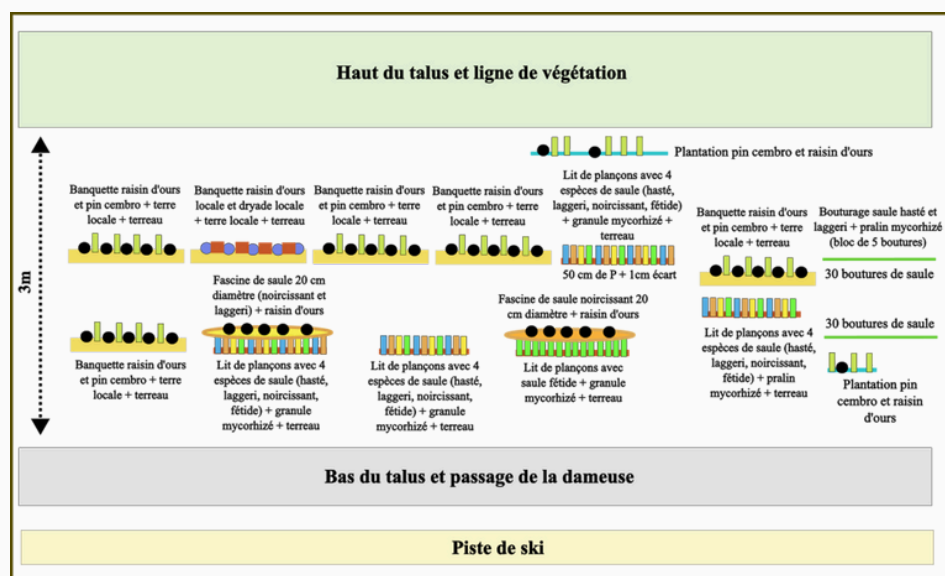 Haut du talus et ligne de végétation
3m
Plantation pin cembro et raisin d'ours
Banquette raisin d'ours
et pin cembro + terre
locale + terreau
Banquette raisin d'ours
locale et dryade locale
+ terre locale + terreau
Banquette raisin d'ours
et pin cembro + terre
locale + terreau
Banquette raisin d'ours
et pin cembro + terre
locale + terreau
Lit de plançons avec 4
espèces de saule (hasté,
laggeri, noircissant, fétide)
+ granule mycorhizé +
terreau
50 cm de P + 1cm écart
Banquette raisin d'ours
et pin cembro + terre
locale + terreau
Bouturage saule hasté et
laggeri + pralin mycorhizé
(bloc de 5 boutures)
30 boutures de saule
30 boutures de saule
Banquette raisin d'ours
et pin cembro + terre
locale + terreau
Fascine de saule 20 cm
diamètre (noircissant et
laggeri) + raisin d'ours
Lit de plançons avec 4
espèces de saule (hasté,
laggeri, noircissant,
fétide) + granule
mycorhizé + terreau
Lit de plançons avec 4
espèces de saule (hasté,
laggeri, noircissant,
fétide) + granule
mycorhizé + terreau
Fascine de saule noircissant 20
cm diamètre + raisin d'ours
Lit de plançons avec
saule fétide + granule
mycorhizé + terreau
Lit de plançons avec 4
espèces de saule (hasté,
laggeri, noircissant,
fétide) + pralin
mycorhizé + terreau
Plantation pin
cembro et raisin
d'ours
Bas du talus et passage de la dameuse
Piste de ski